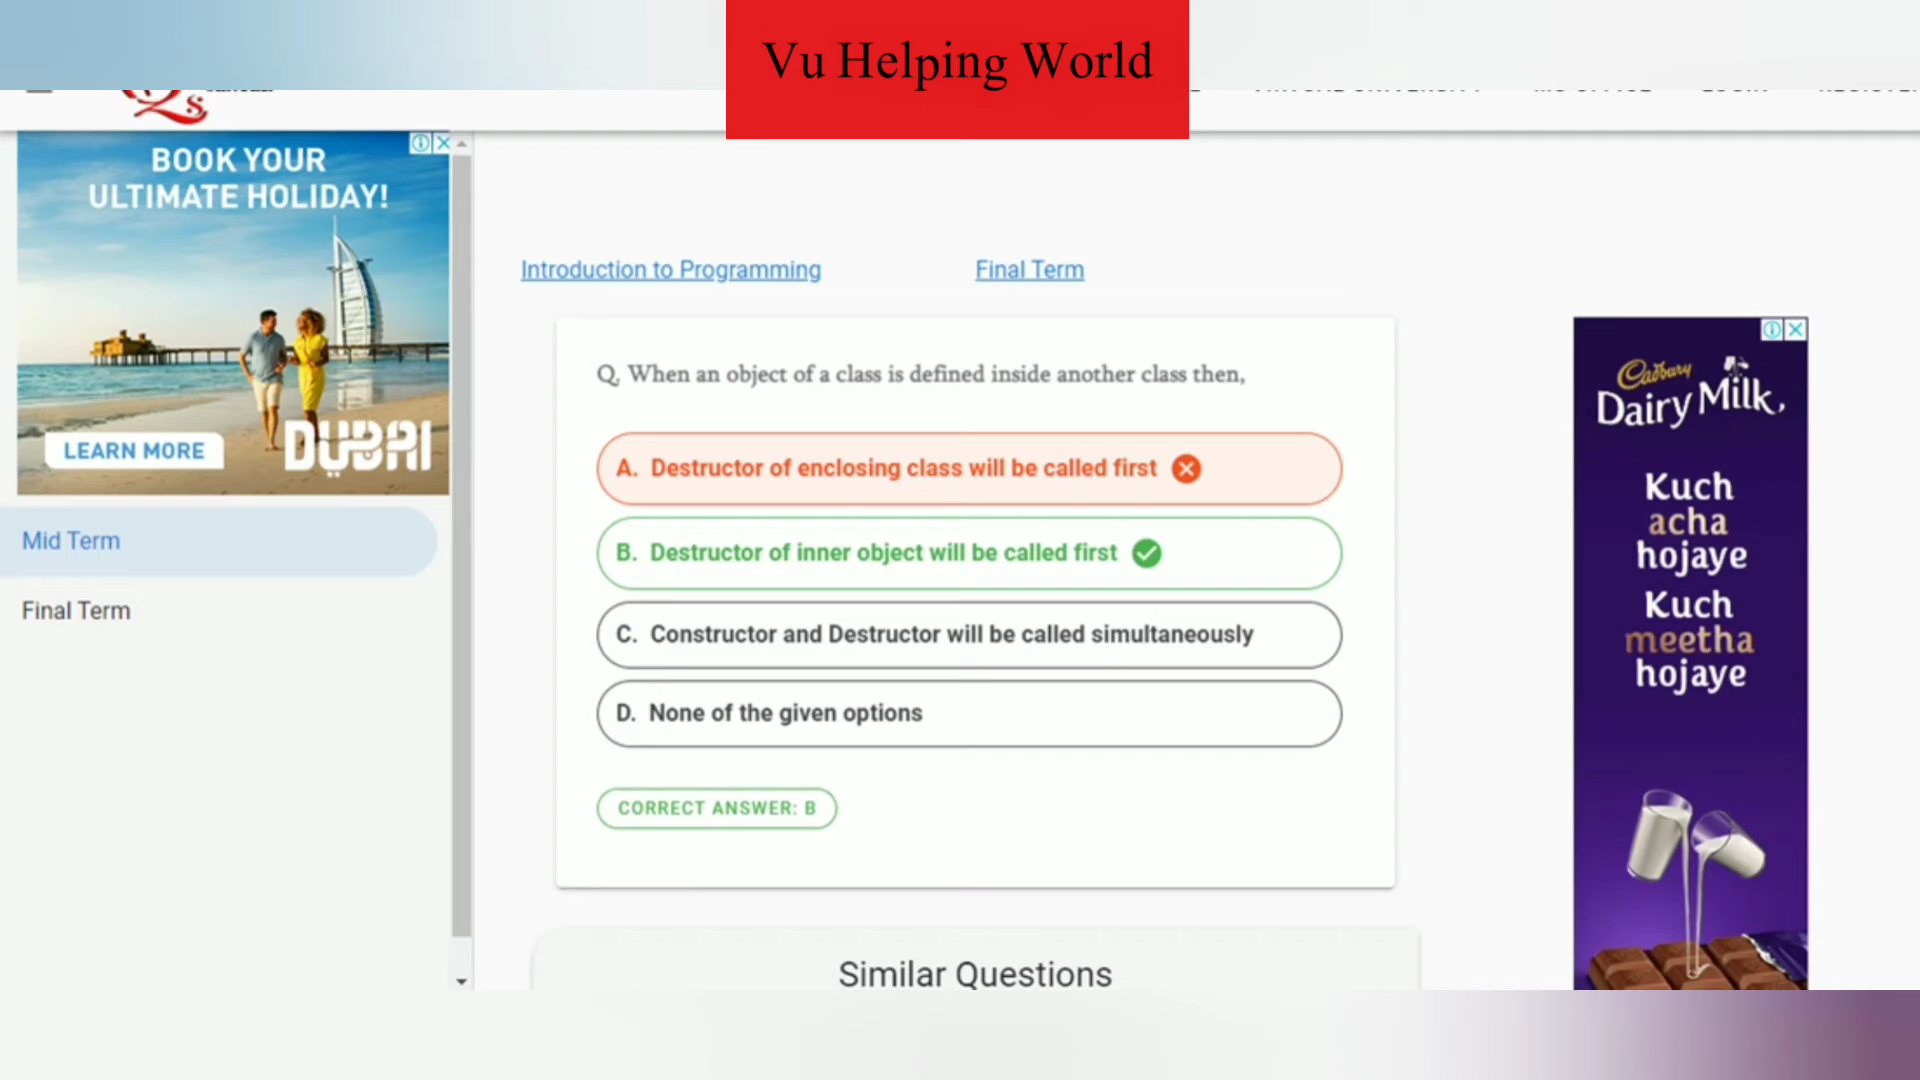 Vu Helping World
BOOK YOUR
ULTIMATE HOLIDAY!
LEARN MORE
DUBAI
Mid Term
Final Term
Introduction to Programming
Final Term
Q. When an object of a class is defined inside another class then,
A. Destructor of enclosing class will be called first
B. Destructor of inner object will be called first
C. Constructor and Destructor will be called simultaneously
D. None of the given options
CORRECT ANSWER: B
Similar Questions
Cadbury
Dairy Milk,
Kuch
acha
hojaye
Kuch
meetha
hojaye